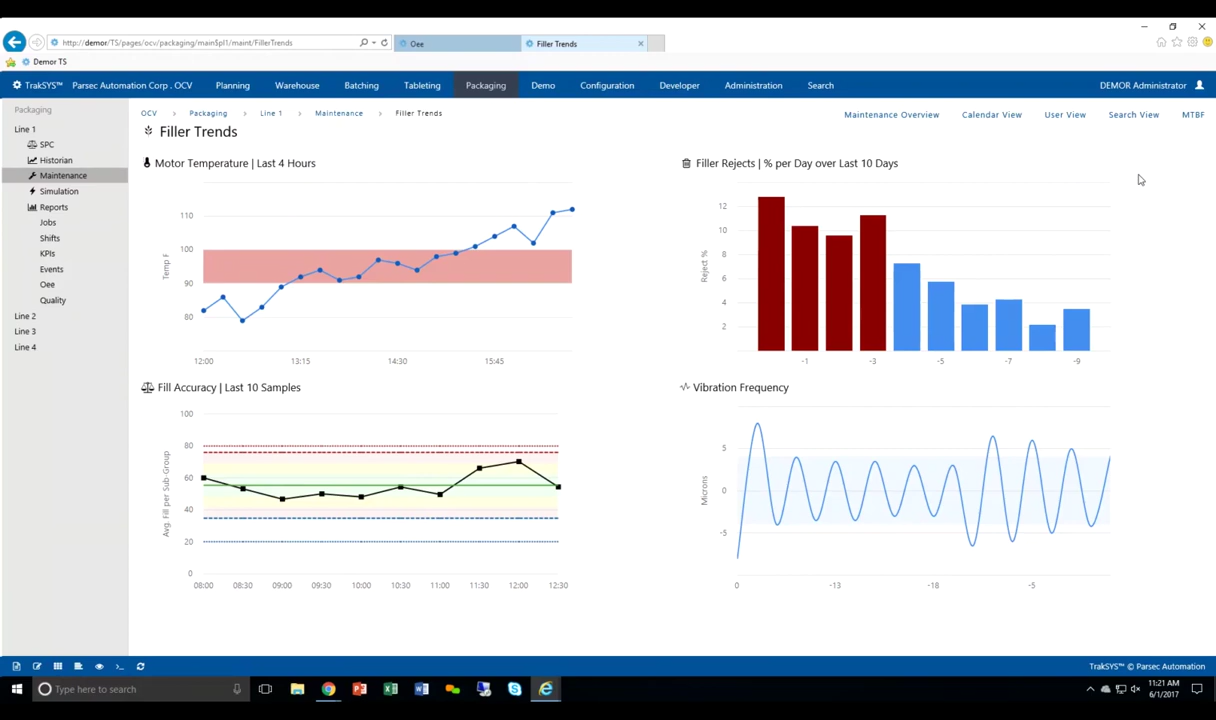 http://demor/TS/pages/ocv/packaging/main$pl1/maint/FillerTrends
Oee
Filler Trends
Demo TS
TrakSYS™ Parsec Automation Corp . OCV
Planning
Warehouse
Batching
Tableting
Packaging
Demo
Configuration
Developer
Administration
Search
DEMOR Administrator
Packaging
Line 1
SPC
Historian
Maintenance
Simulation
Reports
Jobs
Shifts
KPIs
Events
Oee
Quality
Line 2
Line 3
Line 4
OCV > Packaging > Line 1 > Maintenance > Filler Trends
Maintenance Overview
Calendar View
User View
Search View
MTBF
Filler Trends
Motor Temperature | Last 4 Hours
Temp F
110
100
90
80
12:00 13:15 14:30 15:45
Filler Rejects | % per Day over Last 10 Days
Reject %
12
10
8
6
4
2
-1 -3 -5 -7 -9
Fill Accuracy | Last 10 Samples
Avg. Fill per Sub Group
100
80
60
40
20
0
08:00 08:30 09:00 09:30 10:00 10:30 11:00 11:30 12:00 12:30
Vibration Frequency
Microns
5
0
-5
0 -13 -18 -5
TrakSYS™ © Parsec Automation
Type here to search
11:21 AM
6/1/2017